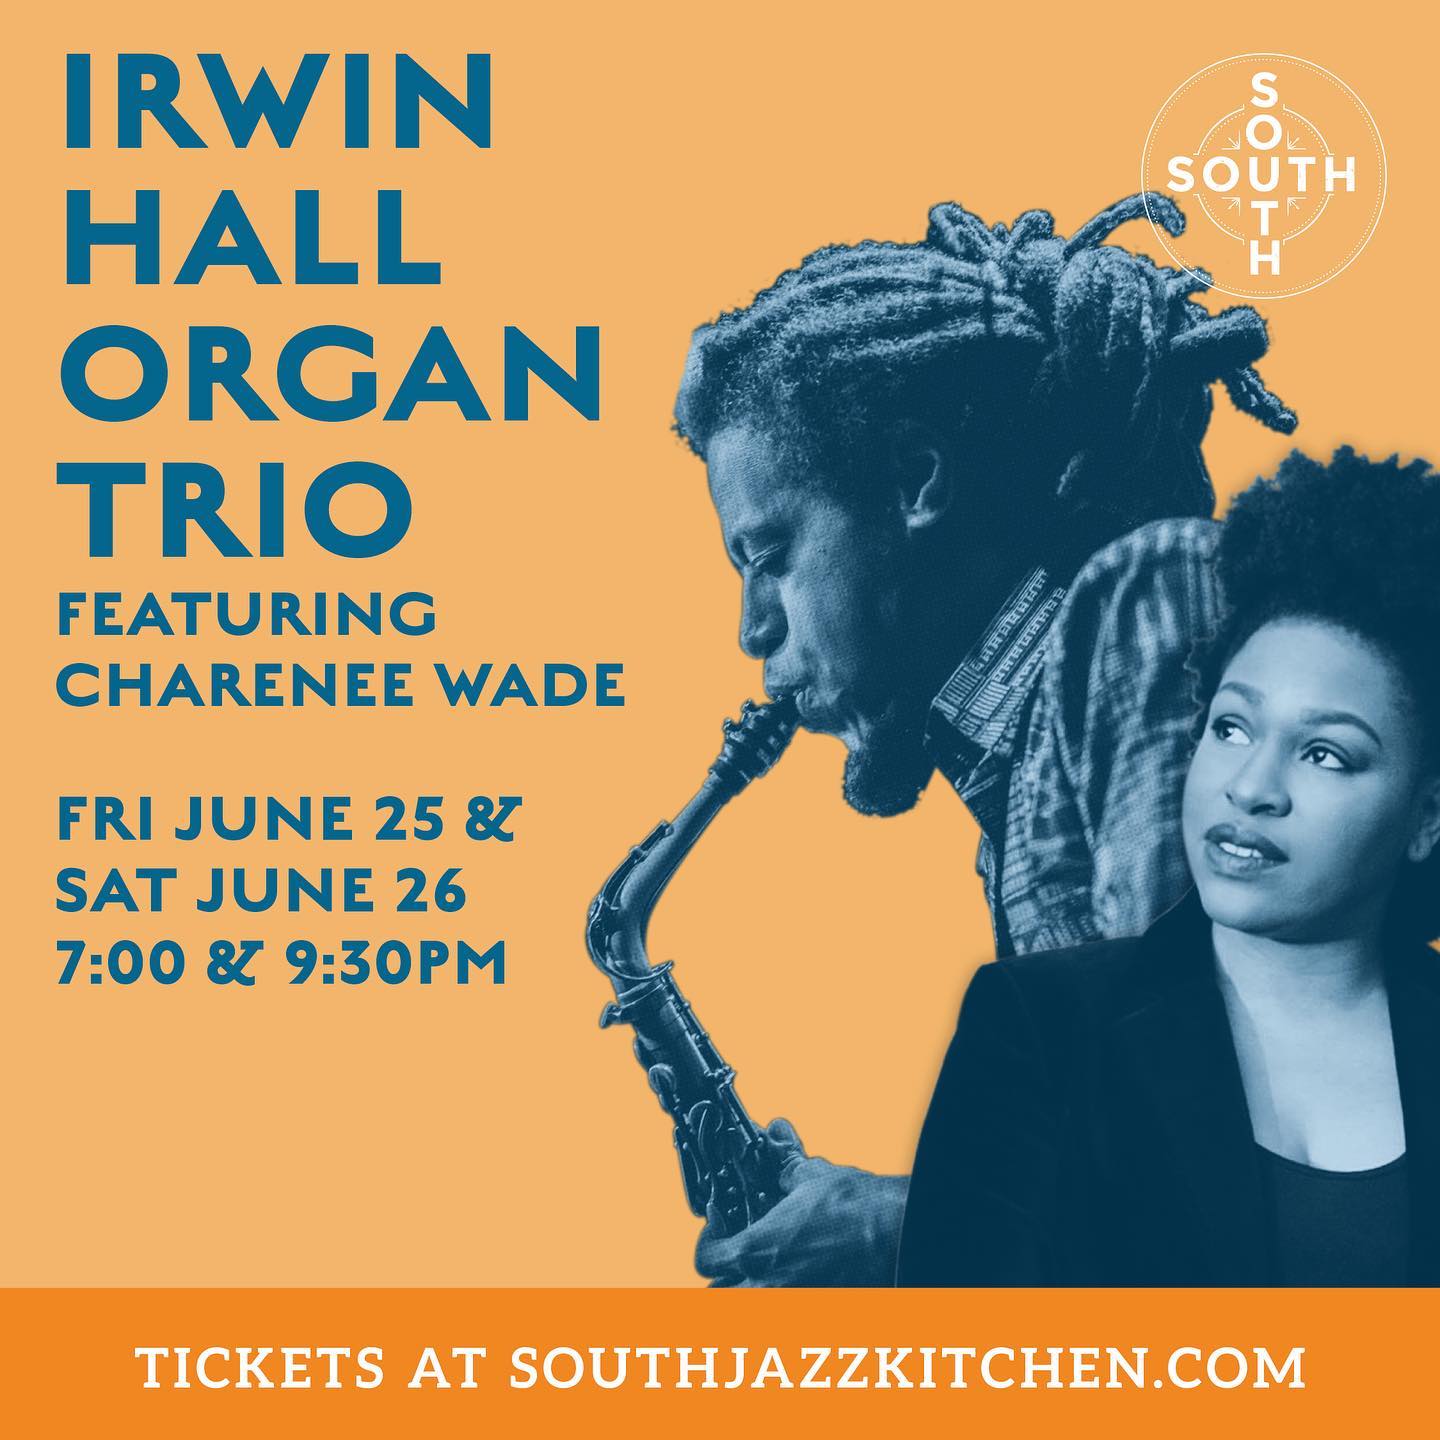 IRWIN
HALL
ORGAN
TRIO
FEATURING
CHARENEE WADE
FRI JUNE 25 &
SAT JUNE 26
7:00 & 9:30PM
SOUTH
SOUTH
TICKETS AT SOUTHJAZZKITCHEN.COM